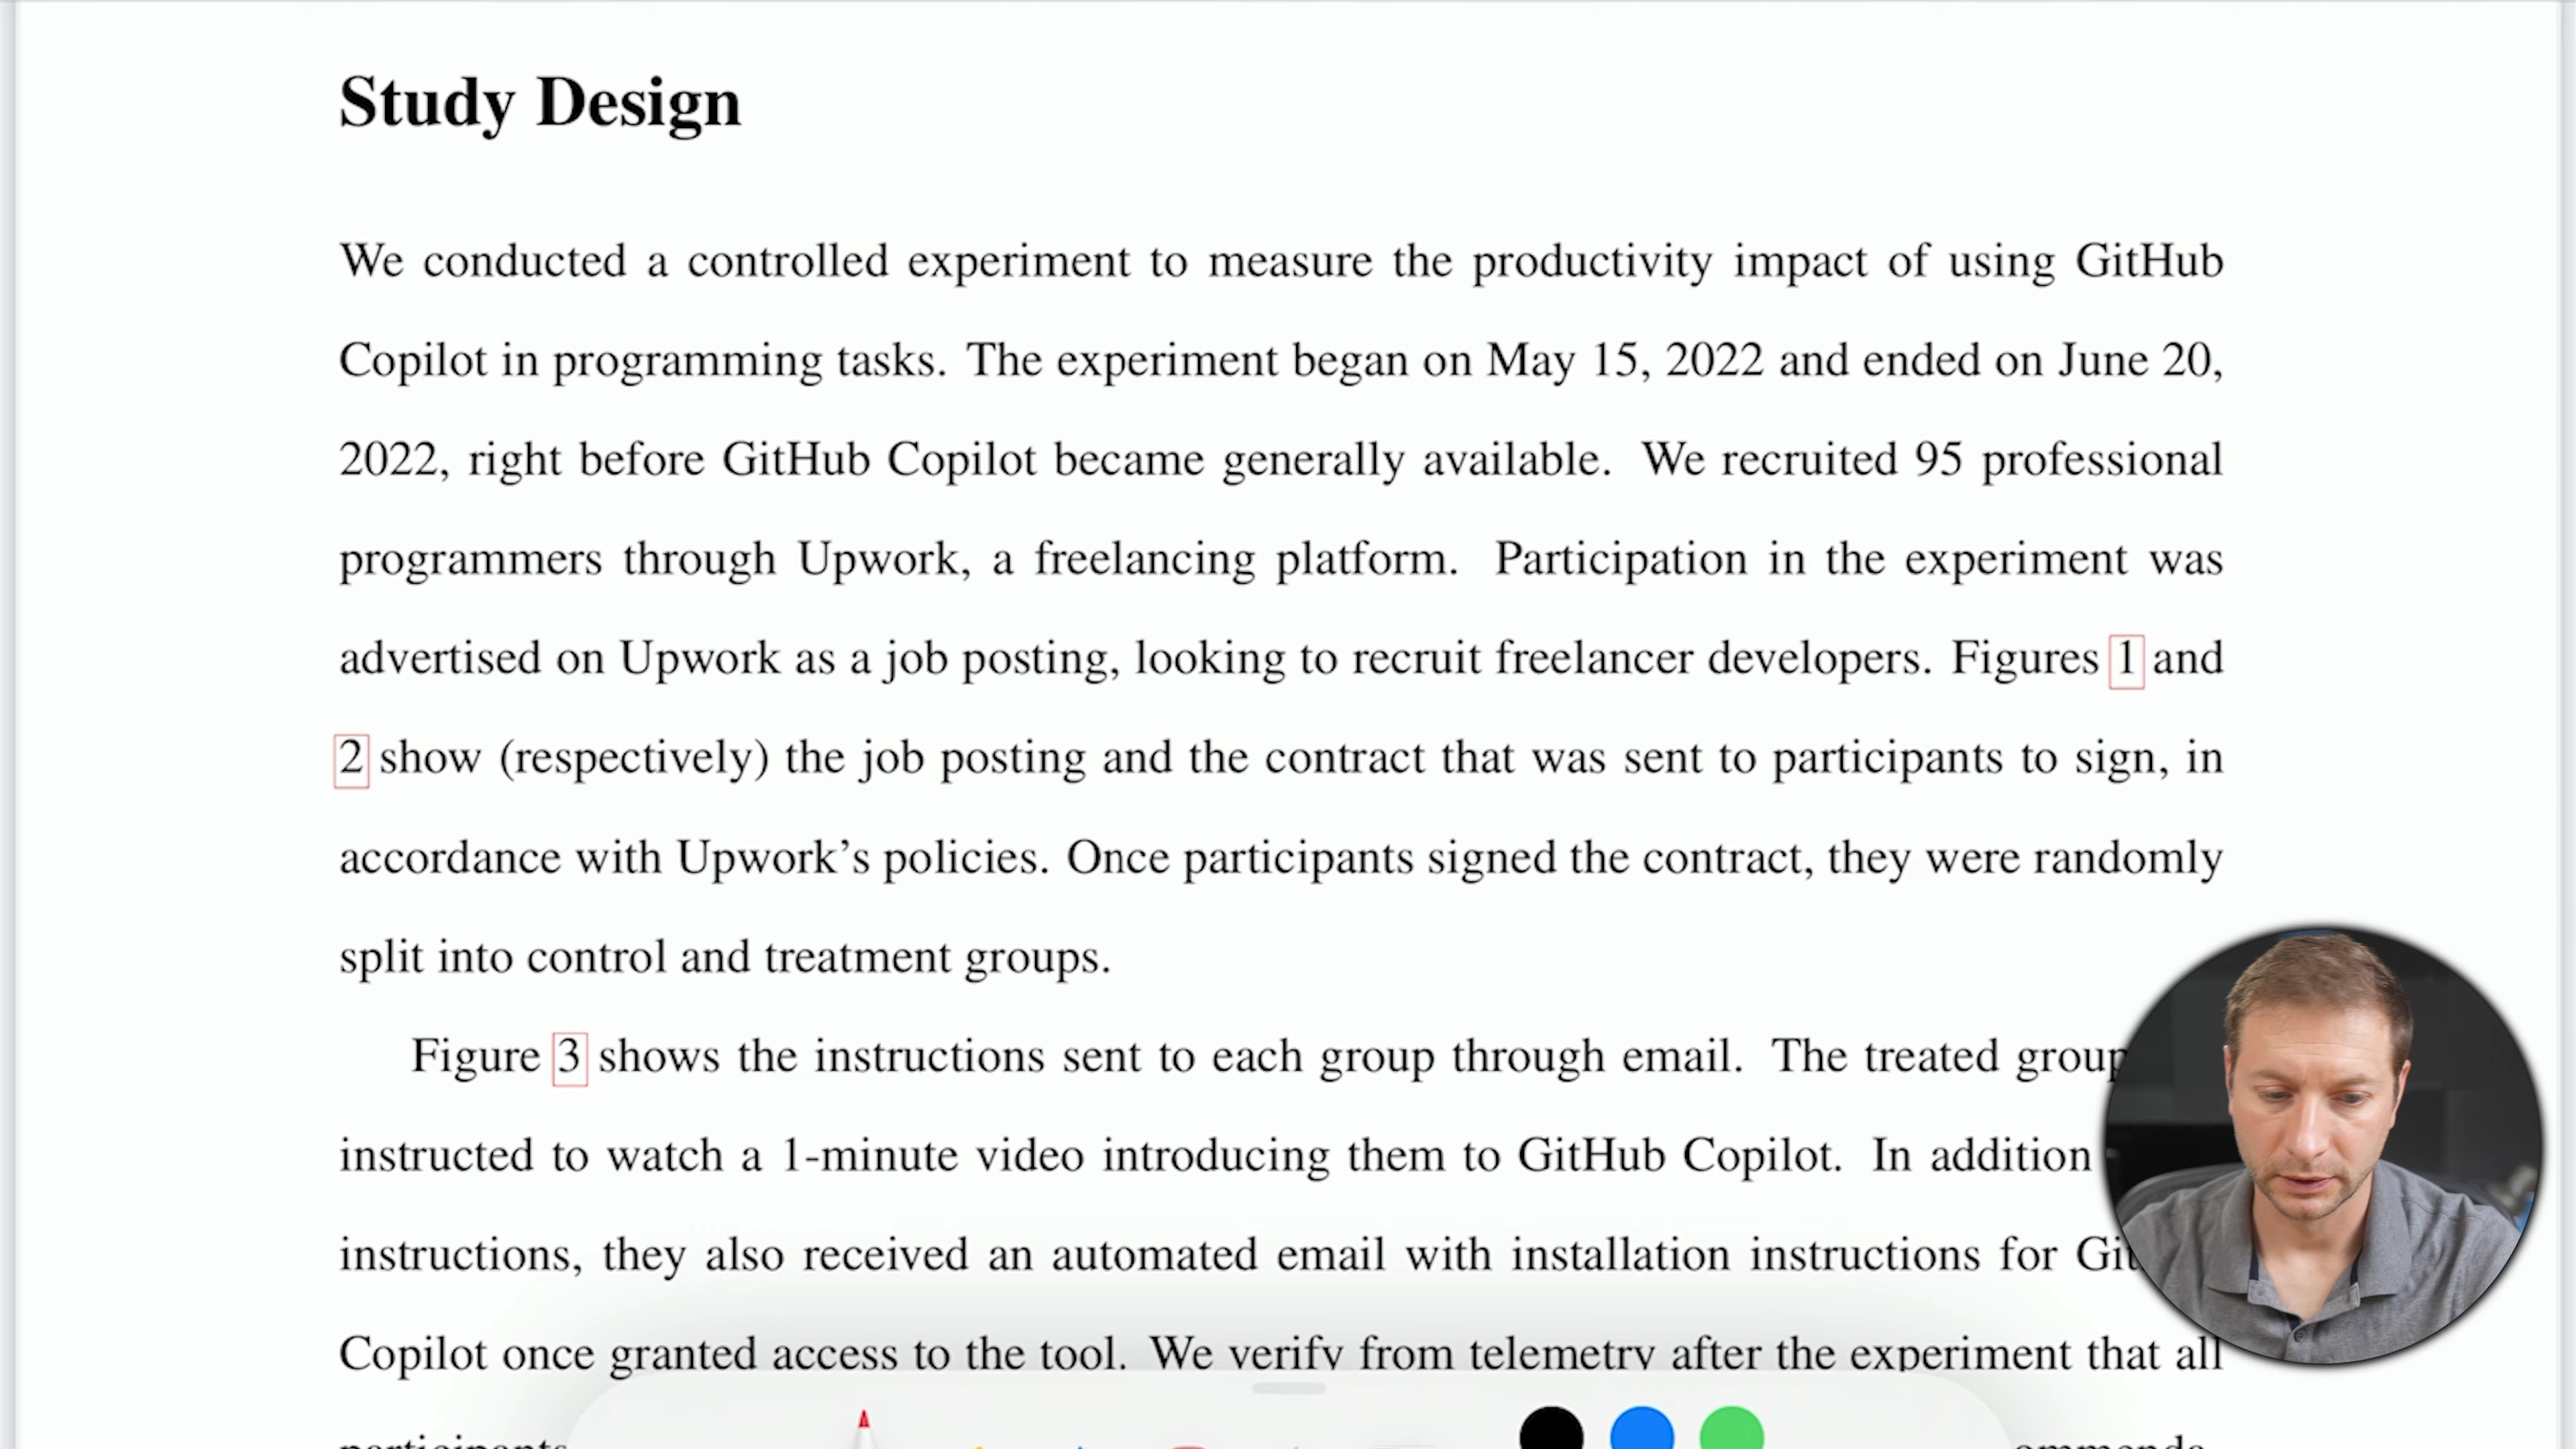 Study Design
We conducted a controlled experiment to measure the productivity impact of using GitHub
Copilot in programming tasks. The experiment began on May 15, 2022 and ended on June 20,
2022, right before GitHub Copilot became generally available. We recruited 95 professional
programmers through Upwork, a freelancing platform. Participation in the experiment was
advertised on Upwork as a job posting, looking to recruit freelancer developers. Figures 1 and
2 show (respectively) the job posting and the contract that was sent to participants to sign, in
accordance with Upwork's policies. Once participants signed the contract, they were randomly
split into control and treatment groups.
Figure 3 shows the instructions sent to each group through email. The treated group
instructed to watch a 1-minute video introducing them to GitHub Copilot. In addition
instructions, they also received an automated email with installation instructions for
Copilot once granted access to the tool. We verify from telemetry after the experiment that all